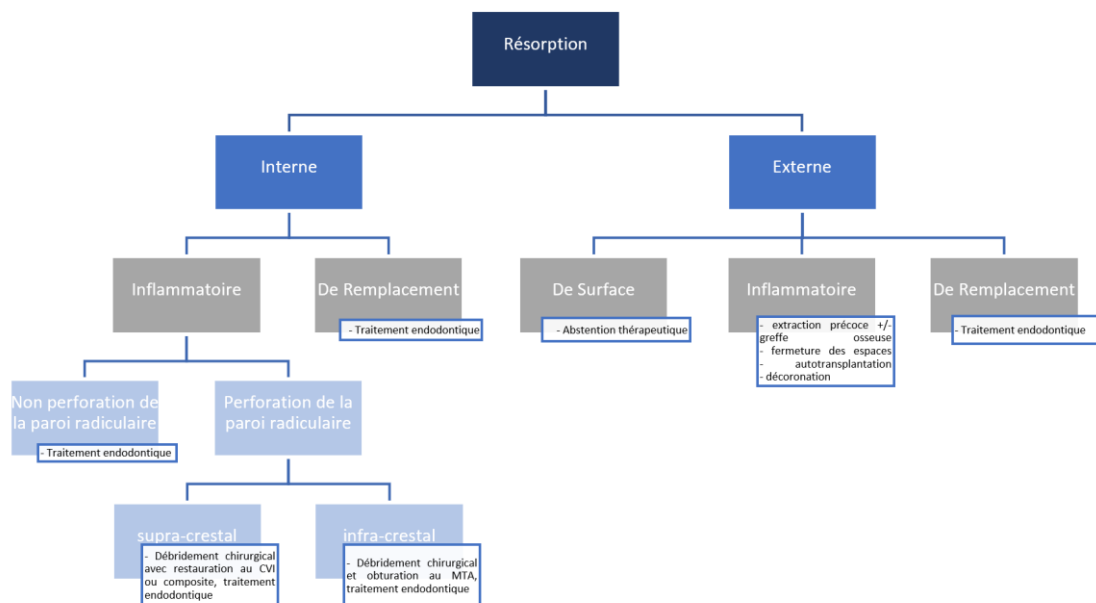 Résorption
Interne
Externe
Inflammatoire
De Remplacement
- Traitement endodontique
De Surface
- Abstention thérapeutique
Inflammatoire
- extraction précoce +/-
greffe osseuse
- fermeture des espaces
- autotransplantation
- décoronation
De Remplacement
- Traitement endodontique
Non perforation de
la paroi radiculaire
- Traitement endodontique
Perforation de la
paroi radiculaire
supra-crestal
- Débridement chirurgical
avec restauration au CVI
ou composite, traitement
endodontique
infra-crestal
- Débridement chirurgical
et obturation au MTA,
traitement endodontique